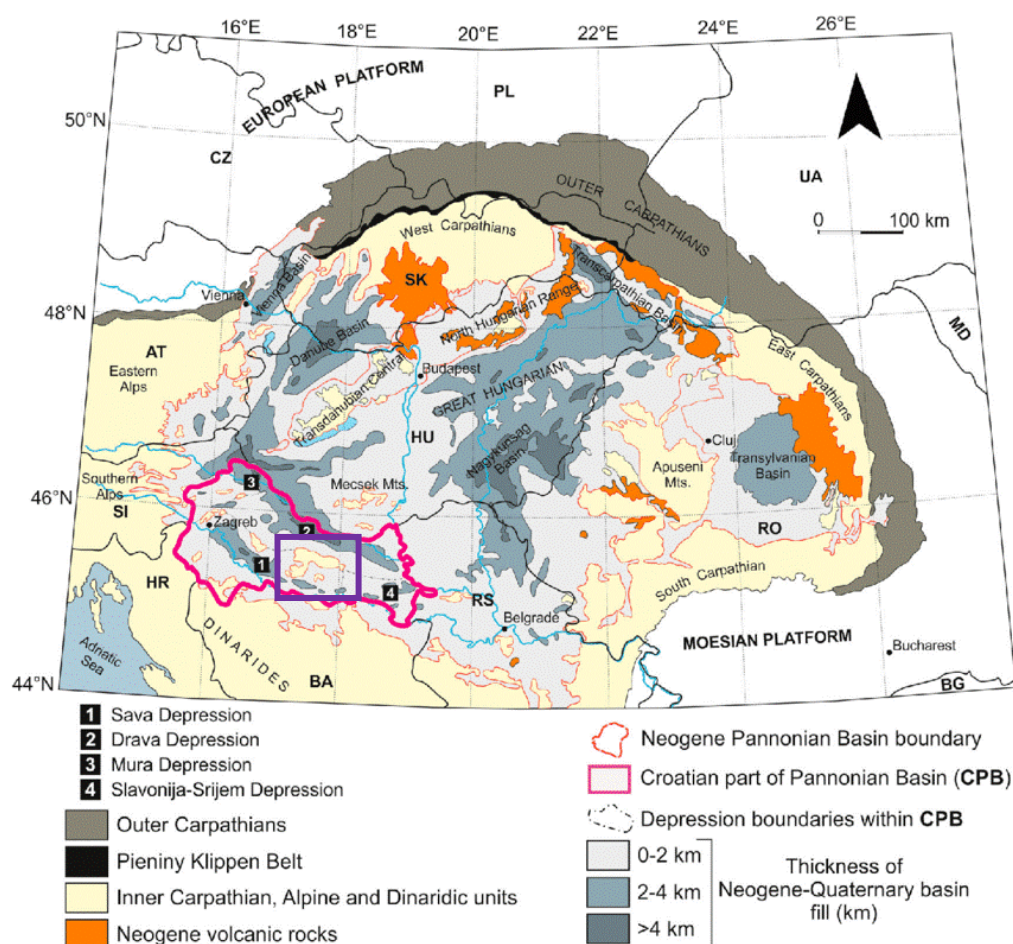 16°E
18°E
20°E
22°E
24°E
26°E
EUROPEAN PLATFORM
PL
50°N
CZ
UA
OUTER CARPATHIANS
0 100 km
West Carpathians
SK
Vienna
Vienna Basin
Transcarpathian Basin
North Hungarian Range
48°N
MD
Danube Basin
AT
Eastern Alps
East Carpathians
Budapest
Transdanubian Central
GREAT HUNGARIAN
HU
Cluj
Nagykunsag Basin
Transylvanian Basin
Apuseni Mts.
Mecsek Mts.
Southern Alps
46°N
SI
3
Zagreb
RO
2
1
4
South Carpathian
HR
RS
Belgrade
DINARIDES
MOESIAN PLATFORM
Adriatic Sea
Bucharest
44°N
BA
BG
1 Sava Depression
2 Drava Depression
3 Mura Depression
4 Slavonija-Srijem Depression
Outer Carpathians
Pieniny Klippen Belt
Inner Carpathian, Alpine and Dinaridic units
Neogene volcanic rocks
Neogene Pannonian Basin boundary
Croatian part of Pannonian Basin (CPB)
Depression boundaries within CPB
0-2 km
2-4 km
>4 km
Thickness of
Neogene-Quaternary basin
fill (km)